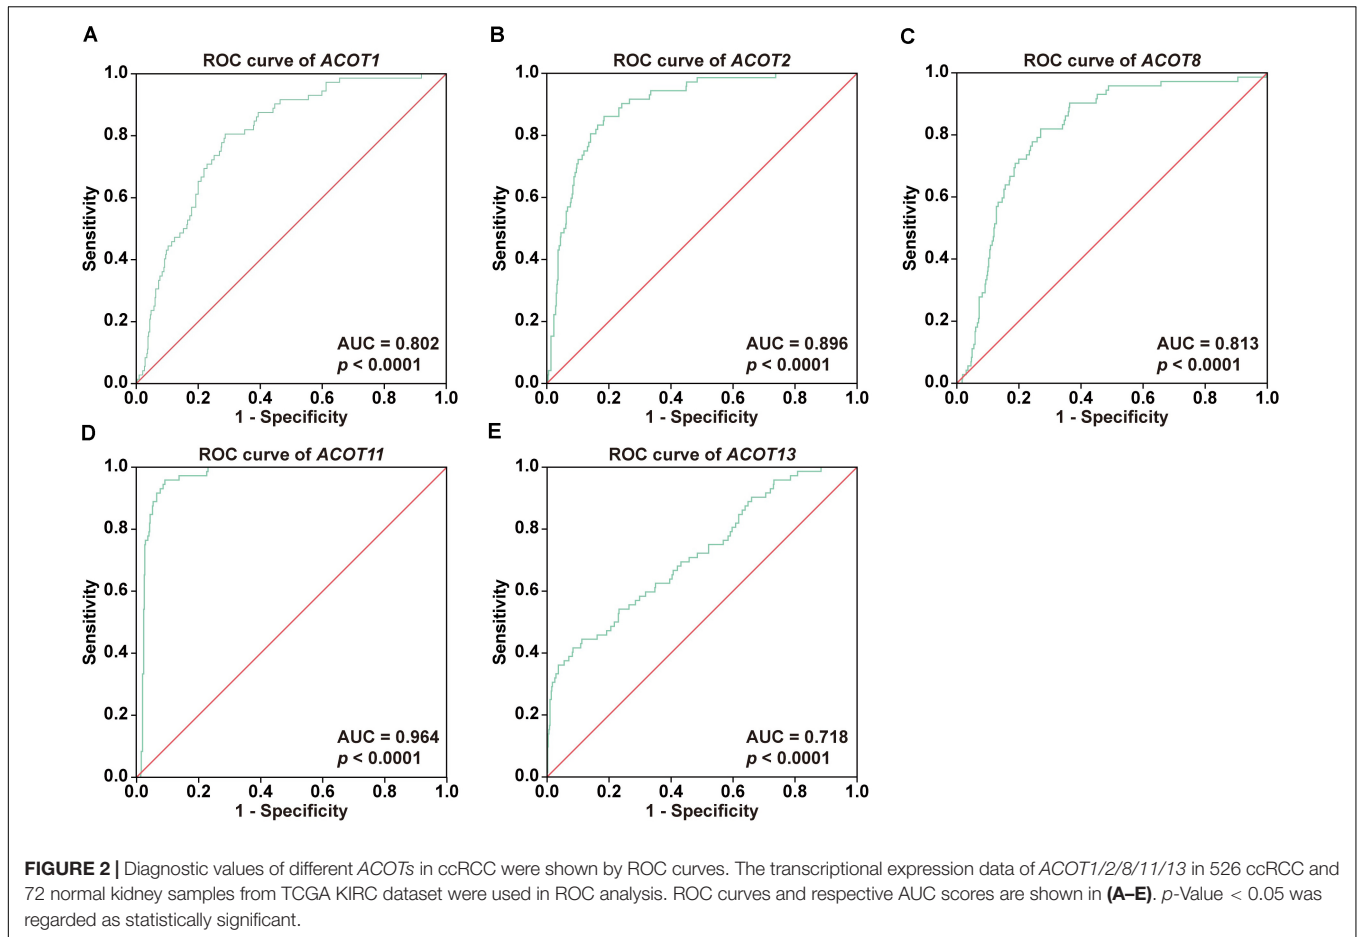 A
ROC curve of ACOT1
1.0
0.8
0.6
0.4
0.2
0.0
Sensitivity
AUC = 0.802
p < 0.0001
0.0 0.2 0.4 0.6 0.8 1.0
1 - Specificity
B
ROC curve of ACOT2
1.0
0.8
0.6
0.4
0.2
0.0
Sensitivity
AUC = 0.896
p < 0.0001
0.0 0.2 0.4 0.6 0.8 1.0
1 - Specificity
C
ROC curve of ACOT8
1.0
0.8
0.6
0.4
0.2
0.0
Sensitivity
AUC = 0.813
p < 0.0001
0.0 0.2 0.4 0.6 0.8 1.0
1 - Specificity
D
ROC curve of ACOT11
1.0
0.8
0.6
0.4
0.2
0.0
Sensitivity
AUC = 0.964
p < 0.0001
0.0 0.2 0.4 0.6 0.8 1.0
1 - Specificity
E
ROC curve of ACOT13
1.0
0.8
0.6
0.4
0.2
0.0
Sensitivity
AUC = 0.718
p < 0.0001
0.0 0.2 0.4 0.6 0.8 1.0
1 - Specificity
FIGURE 2 | Diagnostic values of different ACOTs in ccRCC were shown by ROC curves. The transcriptional expression data of ACOT1/2/8/11/13 in 526 ccRCC and
72 normal kidney samples from TCGA KIRC dataset were used in ROC analysis. ROC curves and respective AUC scores are shown in (A–E). p-Value < 0.05 was
regarded as statistically significant.